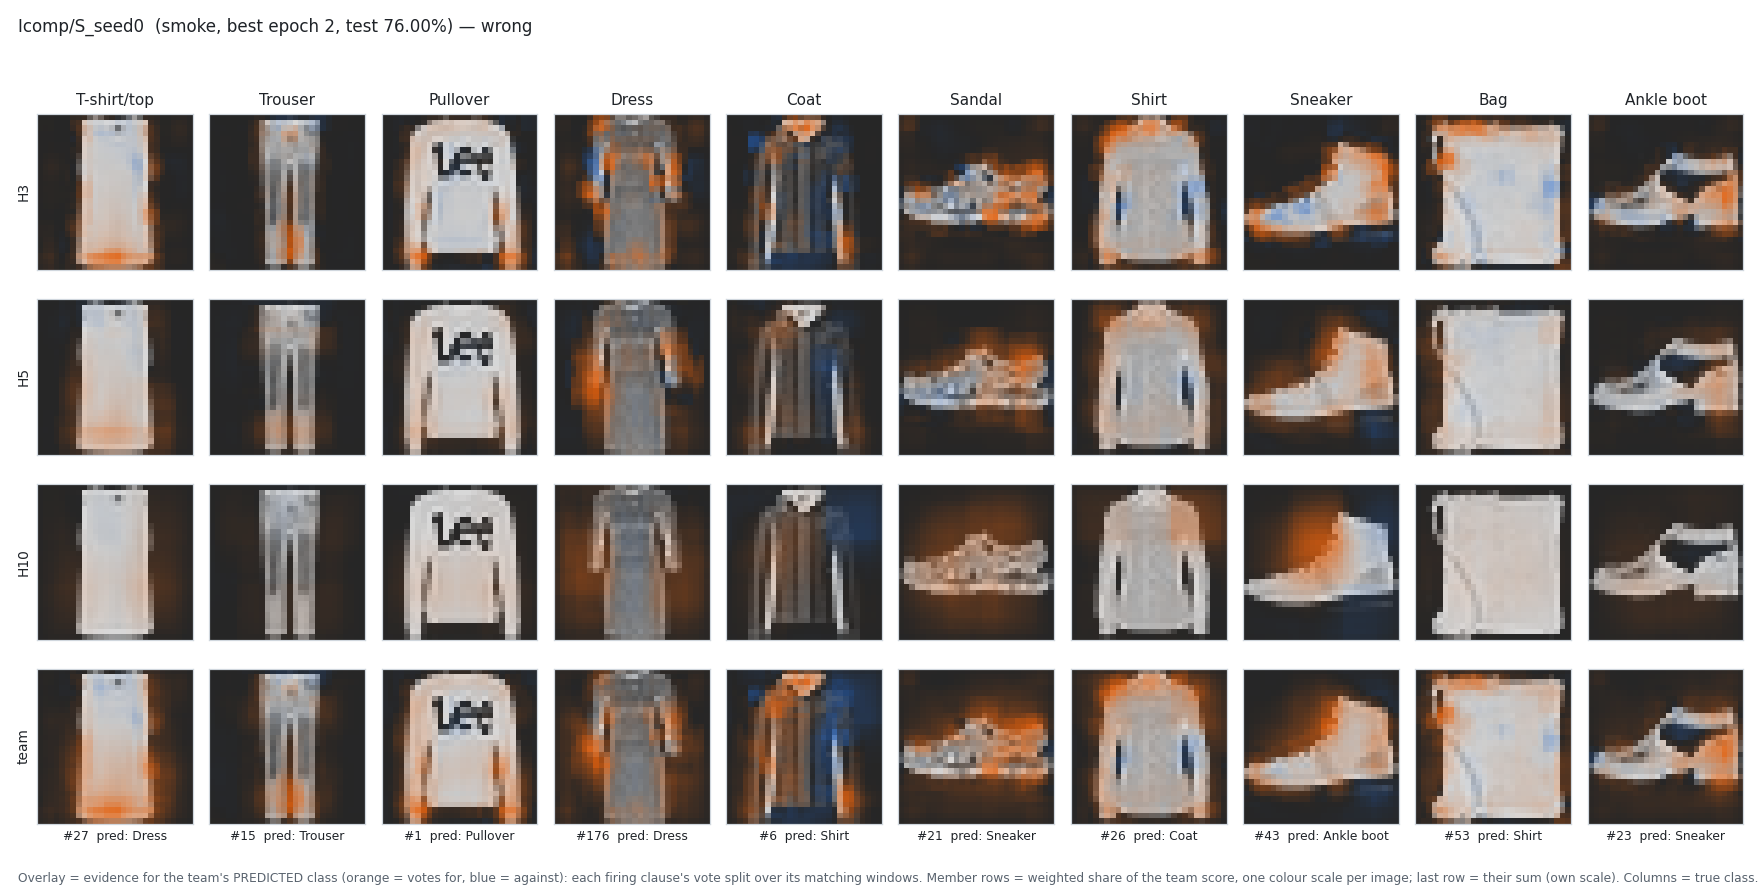 Icomp/S_seed0 (smoke, best epoch 2, test 76.00%) — wrong
T-shirt/top Trouser Pullover Dress Coat Sandal Shirt Sneaker Bag Ankle boot
H3
Lee
H5
Lee
H10
Lee
team
Lee
#27 pred: Dress #15 pred: Trouser #1 pred: Pullover #176 pred: Dress #6 pred: Shirt #21 pred: Sneaker #26 pred: Coat #43 pred: Ankle boot #53 pred: Shirt #23 pred: Sneaker
Overlay = evidence for the team's PREDICTED class (orange = votes for, blue = against): each firing clause's vote split over its matching windows. Member rows = weighted share of the team score, one colour scale per image; last row = their sum (own scale). Columns = true class.